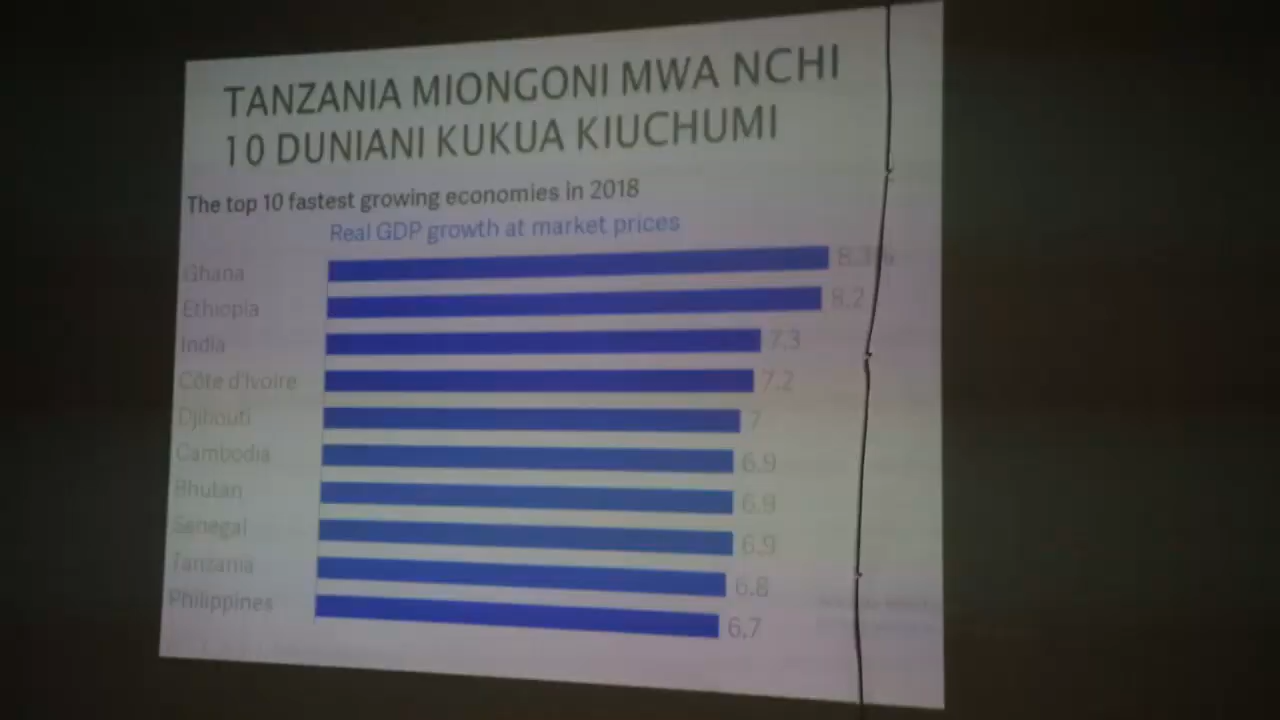 TANZANIA MIONGONI MWA NCHI
10 DUNIANI KUKUA KIUCHUMI
The top 10 fastest growing economies in 2018
Real GDP growth at market prices
Ghana 8.3%
Ethiopia 8.2
India 7.3
Côte d'Ivoire 7.2
Djibouti 7
Cambodia 6.9
Bhutan 6.9
Senegal 6.9
Tanzania 6.8
Philippines 6.7